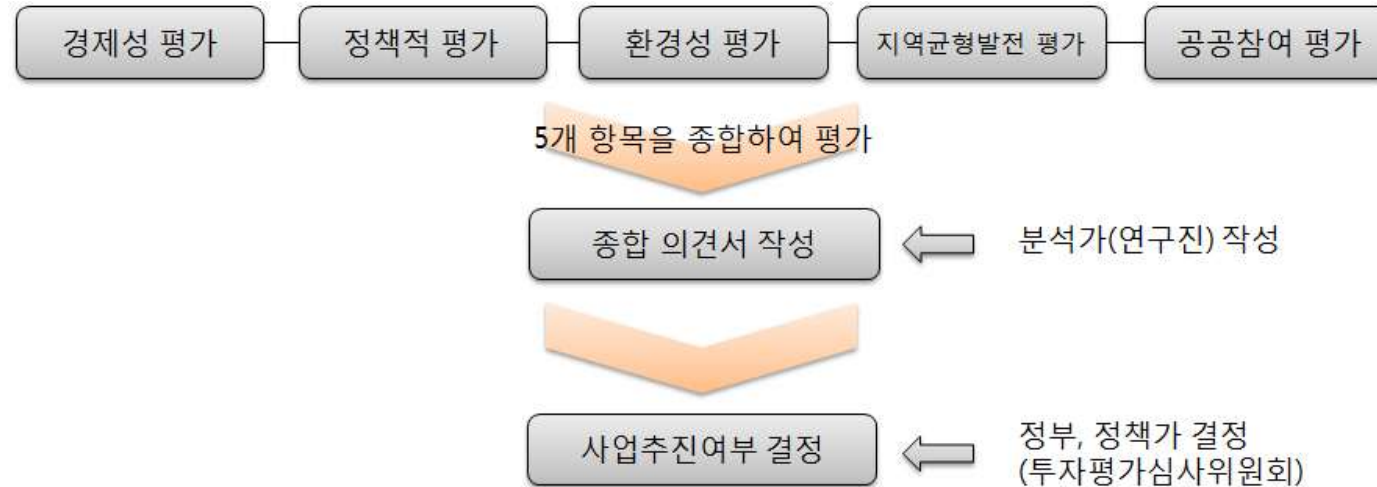 경제성 평가
정책적 평가
환경성 평가
지역균형발전 평가
공공참여 평가
5개 항목을 종합하여 평가
종합 의견서 작성
분석가(연구진) 작성
사업추진여부 결정
정부, 정책가 결정
(투자평가심사위원회)